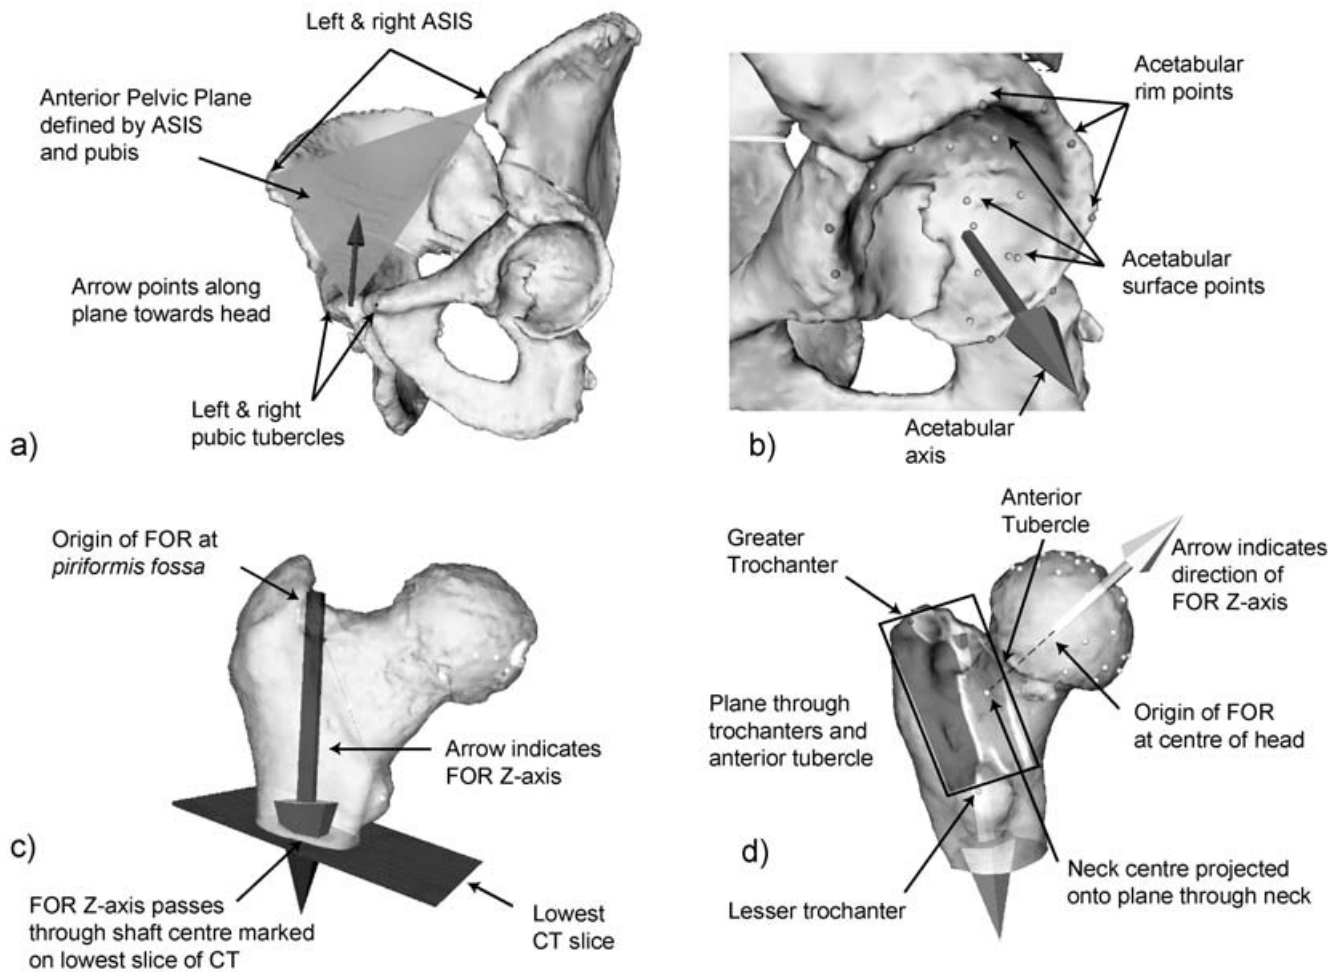 Left & right ASIS
Anterior Pelvic Plane
defined by ASIS
and pubis
Arrow points along
plane towards head
Left & right
pubic tubercles
a)
Acetabular
rim points
Acetabular
surface points
Acetabular
axis
b)
Origin of FOR at
piriformis fossa
Arrow indicates
FOR Z-axis
c)
FOR Z-axis passes
through shaft centre marked
on lowest slice of CT
Lowest
CT slice
Anterior
Tubercle
Greater
Trochanter
Arrow indicates
direction of
FOR Z-axis
Plane through
trochanters and
anterior tubercle
Origin of FOR
at centre of head
d)
Neck centre projected
onto plane through neck
Lesser trochanter